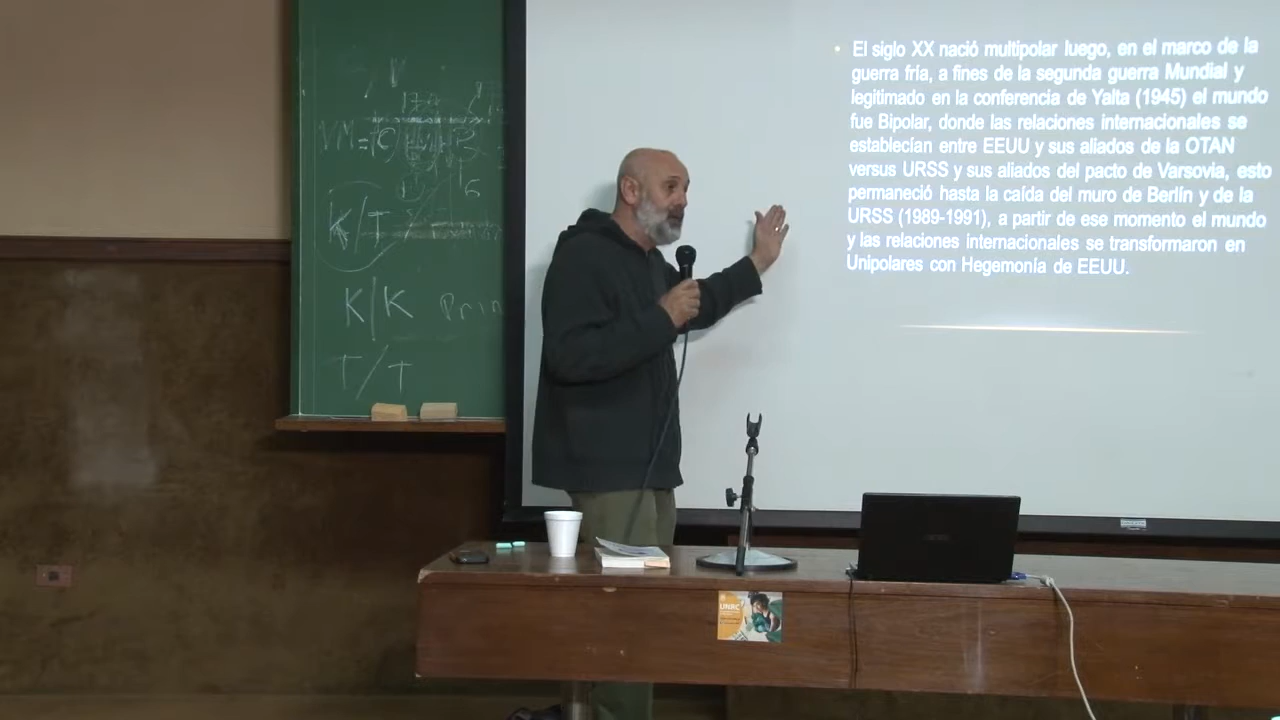 El siglo XX nació multipolar luego, en el marco de la
guerra fría, a fines de la segunda guerra Mundial y
legitimado en la conferencia de Yalta (1945) el mundo
fue Bipolar, donde las relaciones internacionales se
establecían entre EEUU y sus aliados de la OTAN
versus URSS y sus aliados del pacto de Varsovia, esto
permaneció hasta la caída del muro de Berlín y de la
URSS (1989-1991), a partir de ese momento el mundo
y las relaciones internacionales se transformaron en
Unipolares con Hegemonía de EEUU.
VM=
K/T
K/K Prin
T/T